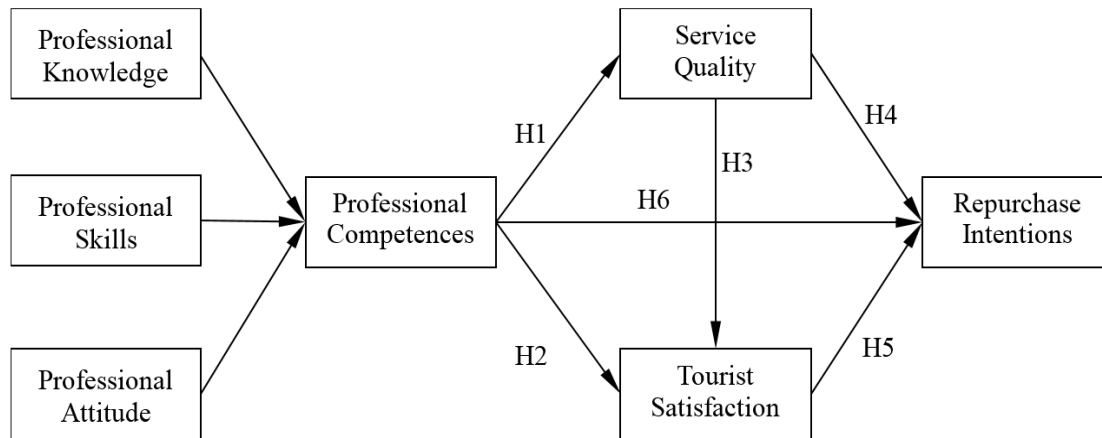 Professional
Knowledge
Service
Quality
H1
H4
H3
Professional
Skills
Professional
Competences
H6
Repurchase
Intentions
H2
H5
Professional
Attitude
Tourist
Satisfaction